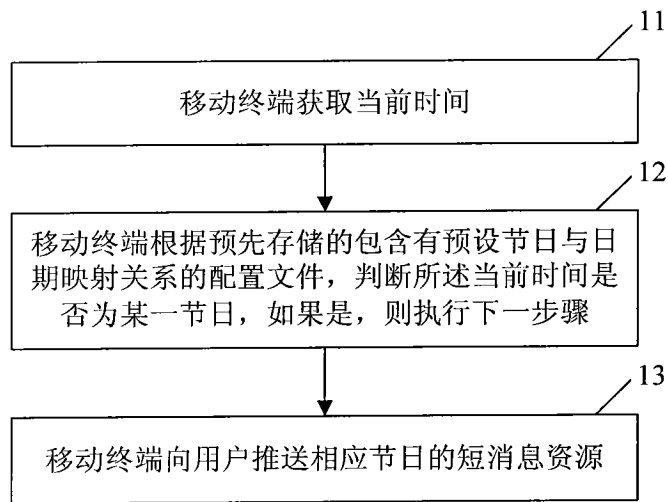 11
移动终端获取当前时间
12
移动终端根据预先存储的包含有预设节日与日
期映射关系的配置文件，判断所述当前时间是
否为某一节日，如果是，则执行下一步骤
13
移动终端向用户推送相应节日的短消息资源